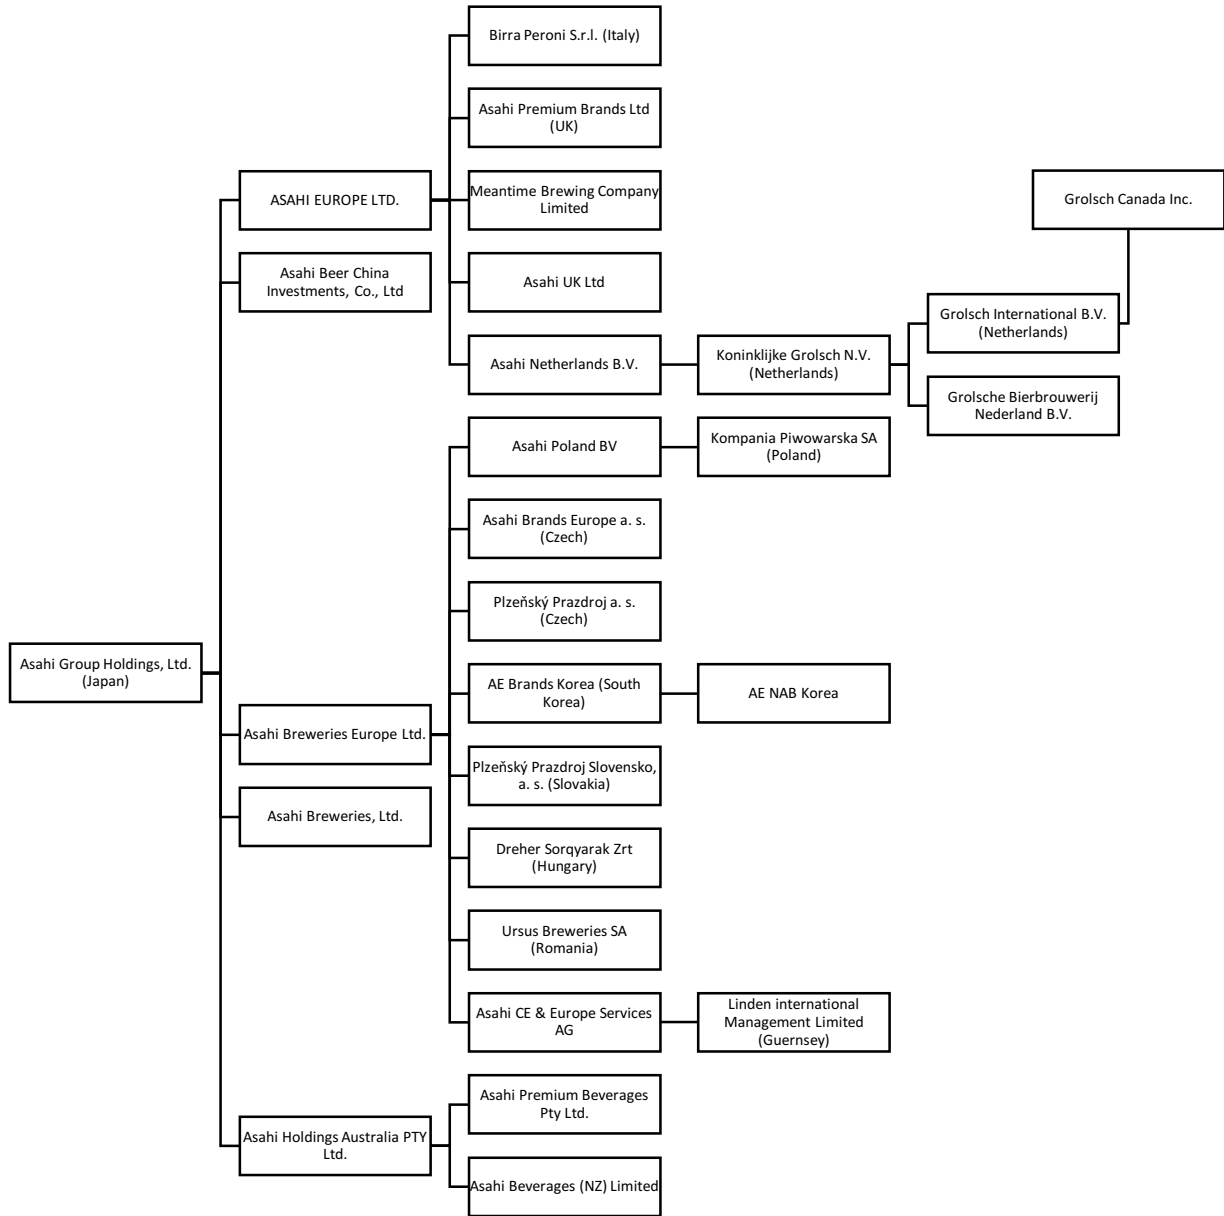 Birra Peroni S.r.l. (Italy)
Asahi Premium Brands Ltd
(UK)
ASAHI EUROPE LTD.
Meantime Brewing Company
Limited
Grolsch Canada Inc.
Asahi Beer China
Investments, Co., Ltd
Asahi UK Ltd
Asahi Netherlands B.V.
Koninklijke Grolsch N.V.
(Netherlands)
Grolsch International B.V.
(Netherlands)
Grolsche Bierbrouwerij
Nederland B.V.
Asahi Poland BV
Kompania Piwowarska SA
(Poland)
Asahi Brands Europe a. s.
(Czech)
Plzeňský Prazdroj a. s.
(Czech)
Asahi Group Holdings, Ltd.
(Japan)
AE Brands Korea (South
Korea)
AE NAB Korea
Asahi Breweries Europe Ltd.
Plzeňský Prazdroj Slovensko,
a. s. (Slovakia)
Asahi Breweries, Ltd.
Dreher Sorqyarak Zrt
(Hungary)
Ursus Breweries SA
(Romania)
Asahi CE & Europe Services
AG
Linden international
Management Limited
(Guernsey)
Asahi Premium Beverages
Pty Ltd.
Asahi Holdings Australia PTY
Ltd.
Asahi Beverages (NZ) Limited